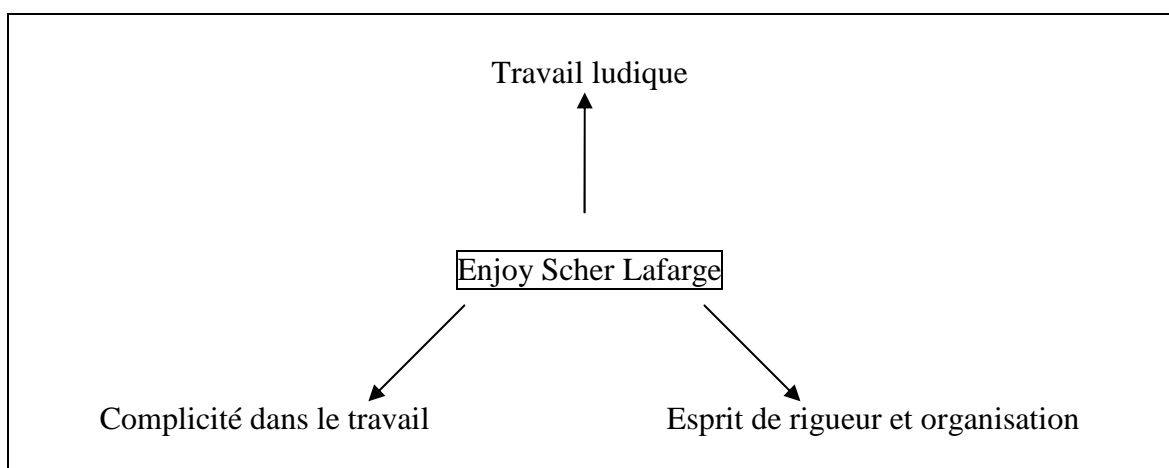 Travail ludique
Enjoy Scher Lafarge
Complicité dans le travail
Esprit de rigueur et organisation